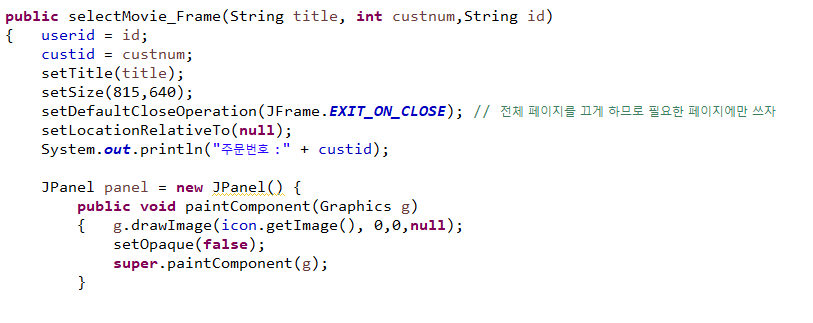 public selectMovie_Frame(String title, int custnum,String id)
{   userid = id;
    custid = custnum;
    setTitle(title);
    setSize(815,640);
    setDefaultCloseOperation(JFrame.EXIT_ON_CLOSE); // 전체 페이지를 끄게 하므로 필요한 페이지에만 쓰자
    setLocationRelativeTo(null);
    System.out.println("주문번호 :" + custid);

    JPanel panel = new JPanel() {
        public void paintComponent(Graphics g)
        {   g.drawImage(icon.getImage(), 0,0,null);
            setOpaque(false);
            super.paintComponent(g);
        }